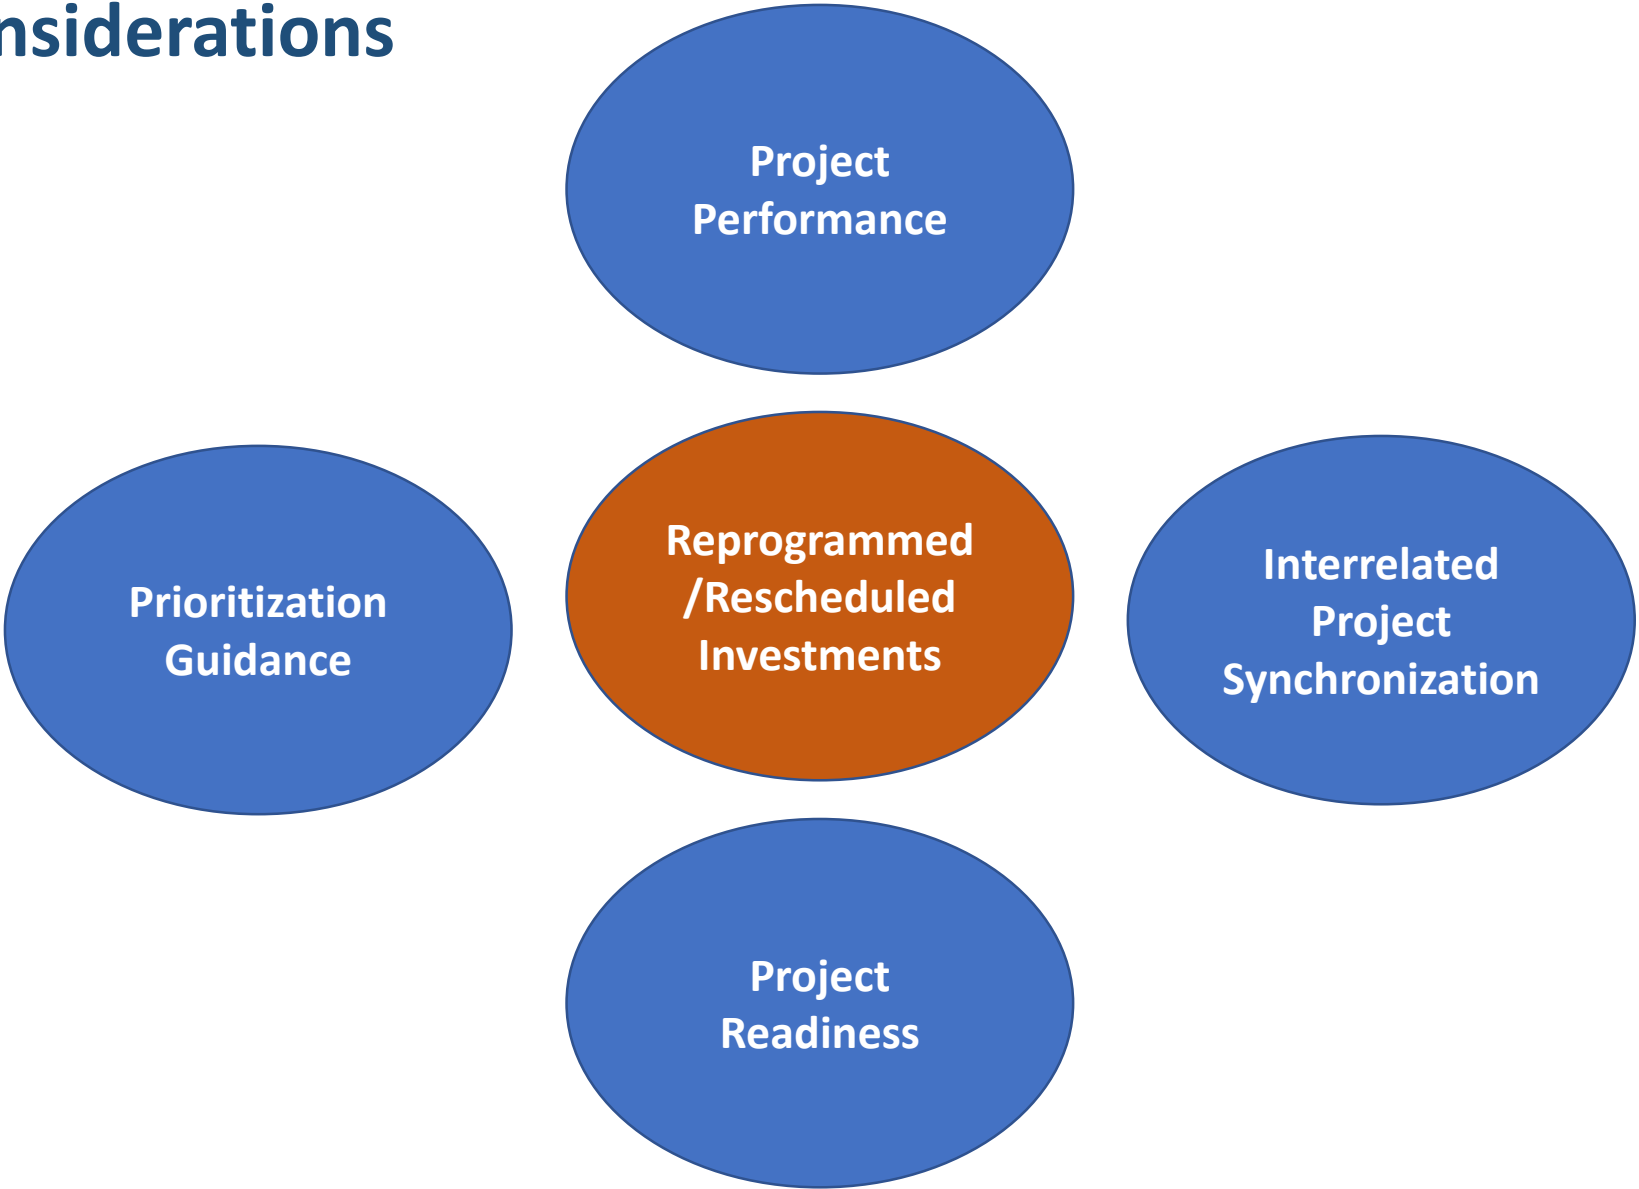 nsiderations
Project
Performance
Prioritization
Guidance
Reprogrammed
/Rescheduled
Investments
Interrelated
Project
Synchronization
Project
Readiness